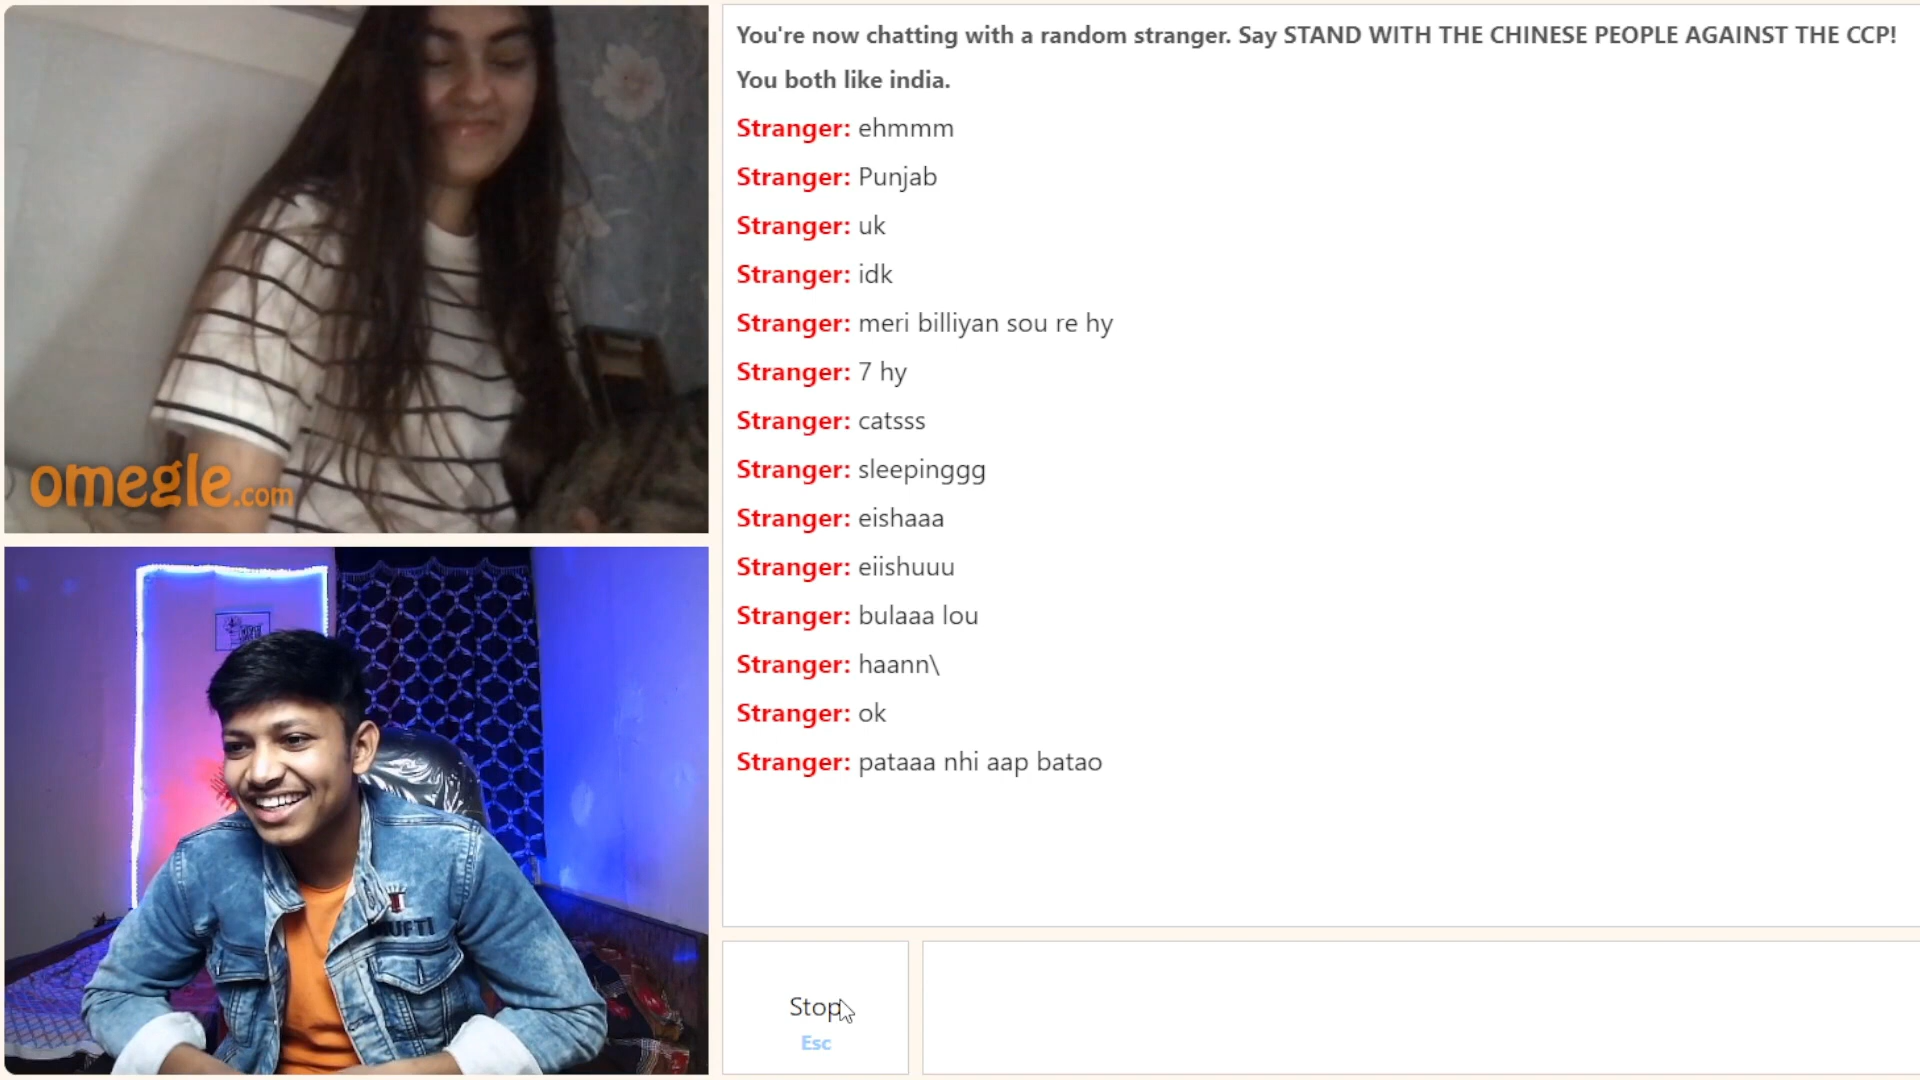 You're now chatting with a random stranger. Say STAND WITH THE CHINESE PEOPLE AGAINST THE CCP!
You both like india.
Stranger: ehmmm
Stranger: Punjab
Stranger: uk
Stranger: idk
Stranger: meri billiyan sou re hy
Stranger: 7 hy
Stranger: catsss
Stranger: sleepinggg
Stranger: eishaaa
Stranger: eiishuuu
Stranger: bulaaa lou
Stranger: haann\
Stranger: ok
Stranger: pataaa nhi aap batao
omegle.com
Stop
Esc